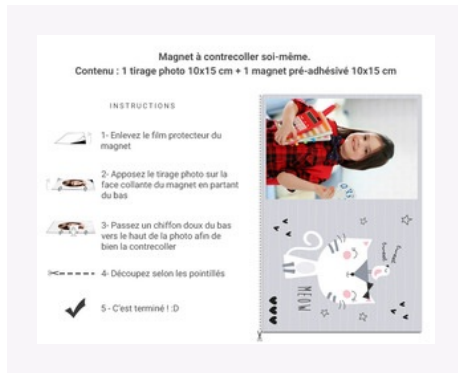 Magnet à contrecoller soi-même.
Contenu : 1 tirage photo 10x15 cm + 1 magnet pré-adhésivé 10x15 cm
INSTRUCTIONS
1- Enlevez le film protecteur du
magnet
2- Apposez le tirage photo sur la
face collante du magnet en partant
du bas
3- Passez un chiffon doux du bas
vers le haut de la photo afin de
bien la contrecoller
4- Découpez selon les pointillés
5 - C'est terminé ! :D
MEOW